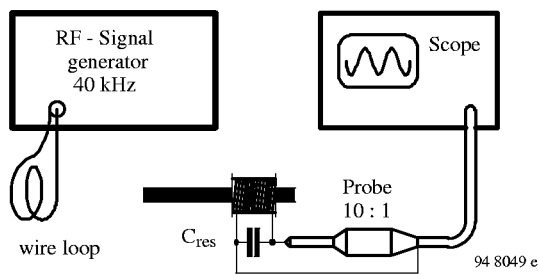 RF - Signal
generator
40 kHz
Scope
Probe
10 : 1
Cres
wire loop
94 8049 e